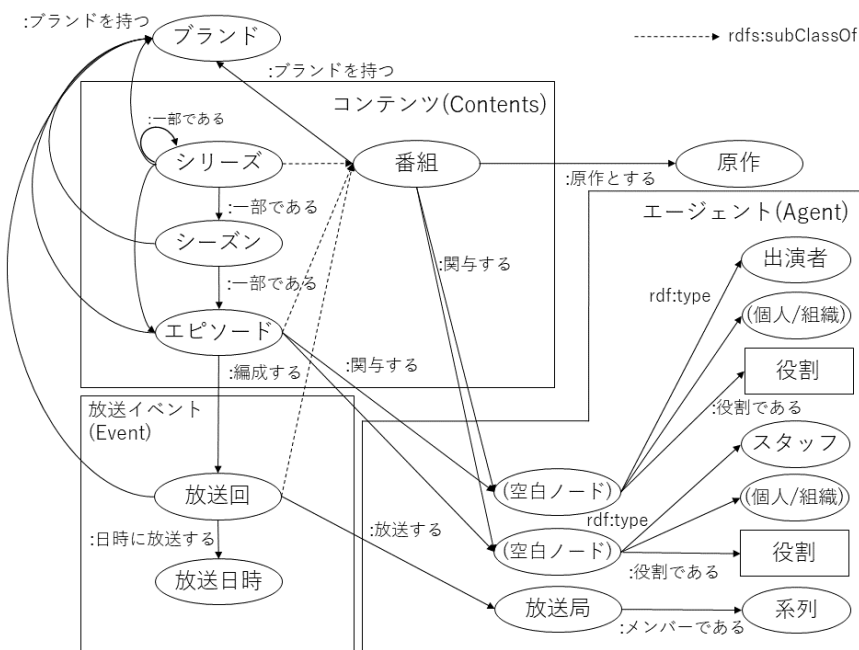 :ブランドを持つ
ブランド
rdfs:subClassOf
:ブランドを持つ
コンテンツ(Contents)
:一部である
シリーズ
番組
原作
:原作とする
:一部である
エージェント(Agent)
シーズン
出演者
:関与する
:一部である
rdf:type
(個人/組織)
エピソード
:編成する
:関与する
役割
放送イベント
(Event)
:役割である
スタッフ
放送回
(空白ノード)
(個人/組織)
:放送する
rdf:type
:日時に放送する
(空白ノード)
役割
:役割である
放送日時
放送局
系列
:メンバーである